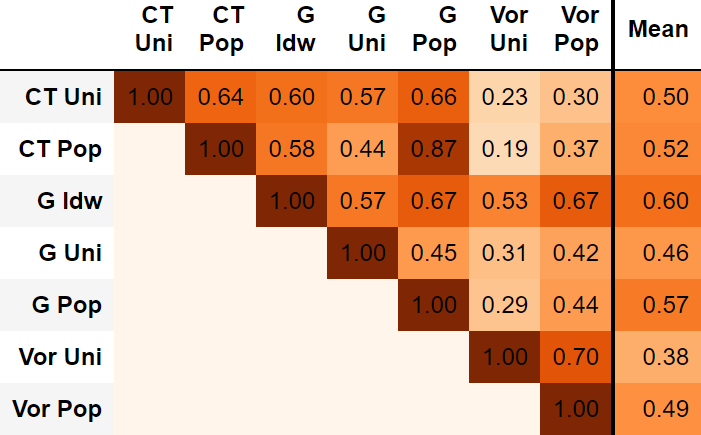 CT CT G G G Vor Vor
Uni Pop Idw Uni Pop Uni Pop Mean
CT Uni 1.00 0.64 0.60 0.57 0.66 0.23 0.30 0.50
CT Pop 1.00 0.58 0.44 0.87 0.19 0.37 0.52
G Idw 1.00 0.57 0.67 0.53 0.67 0.60
G Uni 1.00 0.45 0.31 0.42 0.46
G Pop 1.00 0.29 0.44 0.57
Vor Uni 1.00 0.70 0.38
Vor Pop 1.00 0.49